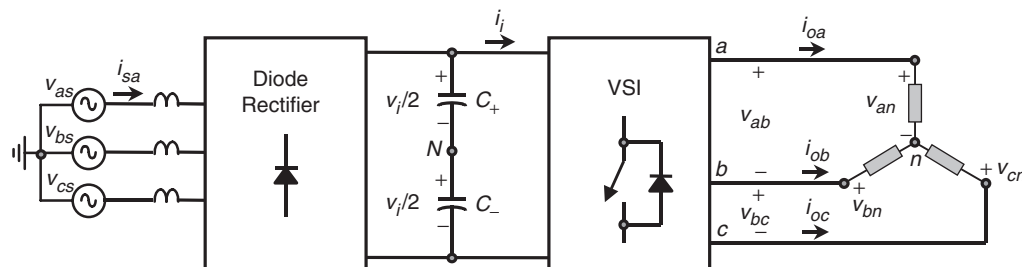 i_i
a
i_oa
v_as
i_sa
Diode
Rectifier
+
v_i/2
C_+
−
VSI
+
v_ab
+
v_an
−
v_bs
N
n
i_ob
v_cs
+
v_i/2
C_−
−
b
−
+
v_bc
−
+
v_bn
+
v_cn
c
i_oc